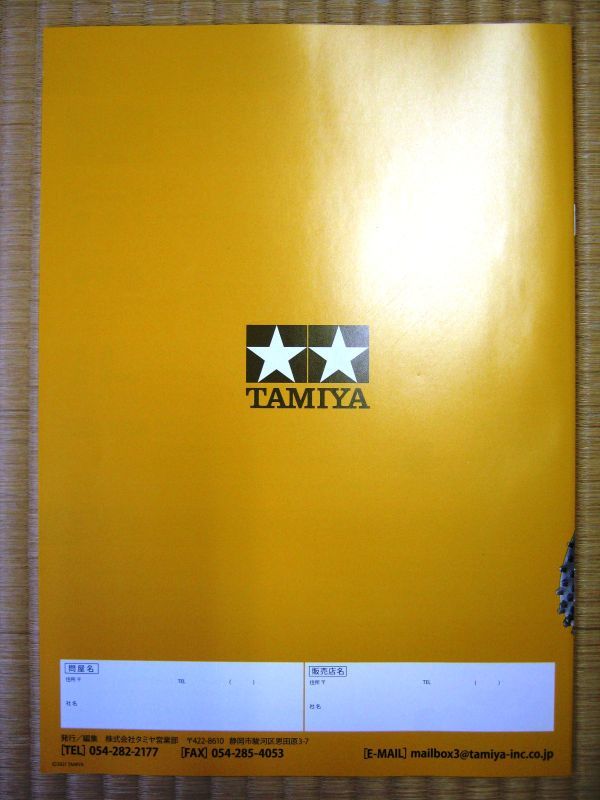 TAMIYA
問屋名
住所 〒 TEL ( )
社名
販売店名
住所 〒 TEL ( )
社名
発行／編集 株式会社タミヤ営業部 〒422-8610 静岡市駿河区恩田原3-7
[TEL] 054-282-2177 [FAX] 054-285-4053 [E-MAIL] mailbox3@tamiya-inc.co.jp
TAMIYA